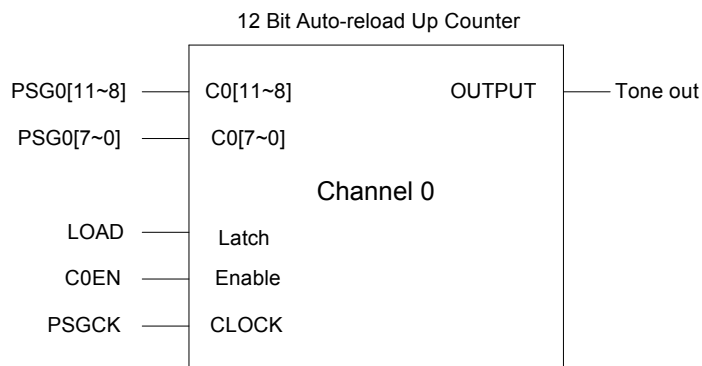 12 Bit Auto-reload Up Counter
PSG0[11~8] C0[11~8] OUTPUT Tone out
PSG0[7~0] C0[7~0]
Channel 0
LOAD Latch
C0EN Enable
PSGCK CLOCK